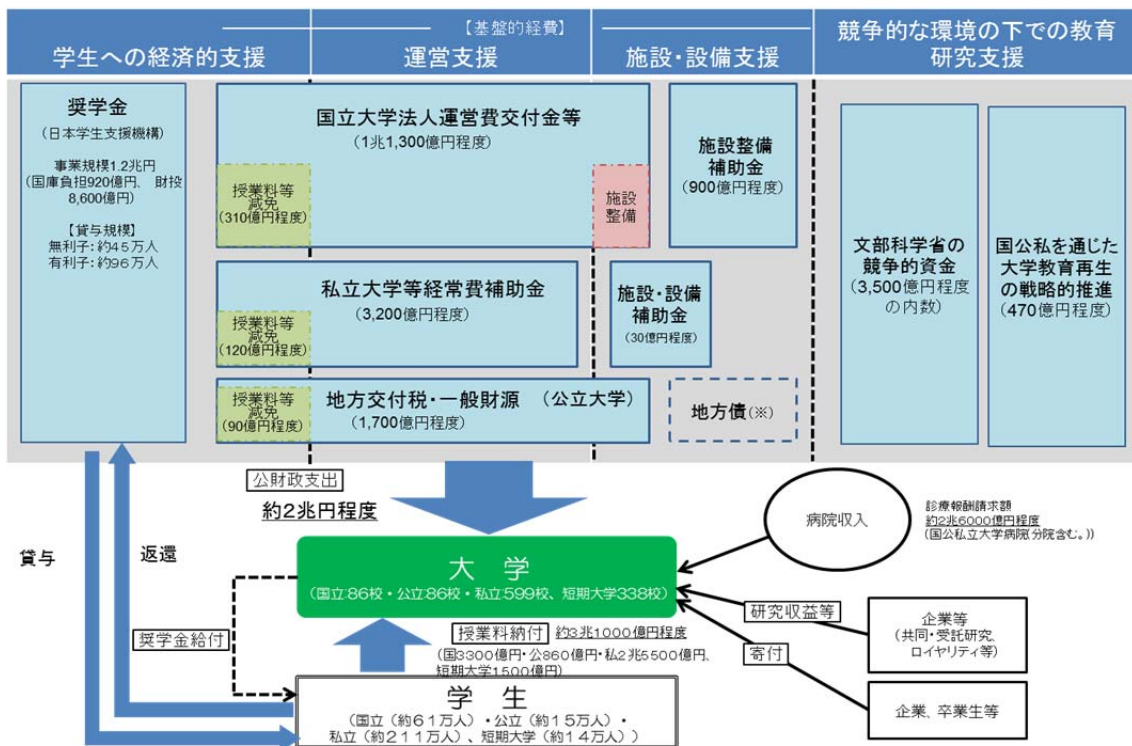 【基盤的経費】
学生への経済的支援
運営支援
施設・設備支援
競争的な環境の下での教育
研究支援
奨学金
(日本学生支援機構)
事業規模1.2兆円
(国庫負担920億円、 財投
8,600億円)
【貸与規模】
無利子:約45万人
有利子:約96万人
国立大学法人運営費交付金等
(1兆1,300億円程度)
授業料等
減免
(310億円程度)
施設
整備
施設整備
補助金
(900億円程度)
私立大学等経常費補助金
(3,200億円程度)
授業料等
減免
(120億円程度)
施設・設備
補助金
(30億円程度)
地方交付税・一般財源 (公立大学)
(1,700億円程度)
授業料等
減免
(90億円程度)
地方債(※)
文部科学省の
競争的資金
(3,500億円程度
の内数)
国公私を通じた
大学教育再生
の戦略的推進
(470億円程度)
公財政支出
約2兆円程度
貸与
返還
病院収入
診療報酬請求額
約2兆6000億円程度
(国公私立大学病院(分院含む。))
大 学
(国立:86校・公立86校・私立599校、短期大学338校)
奨学金給付
授業料納付 約3兆1000億円程度
(国3300億円・公860億円・私2兆5500億円、
短期大学1500億円)
研究収益等
寄付
企業等
(共同・受託研究、
ロイヤリティ等)
企業、卒業生等
学 生
(国立(約61万人)・公立(約15万人)・
私立(約211万人)、短期大学(約14万人))